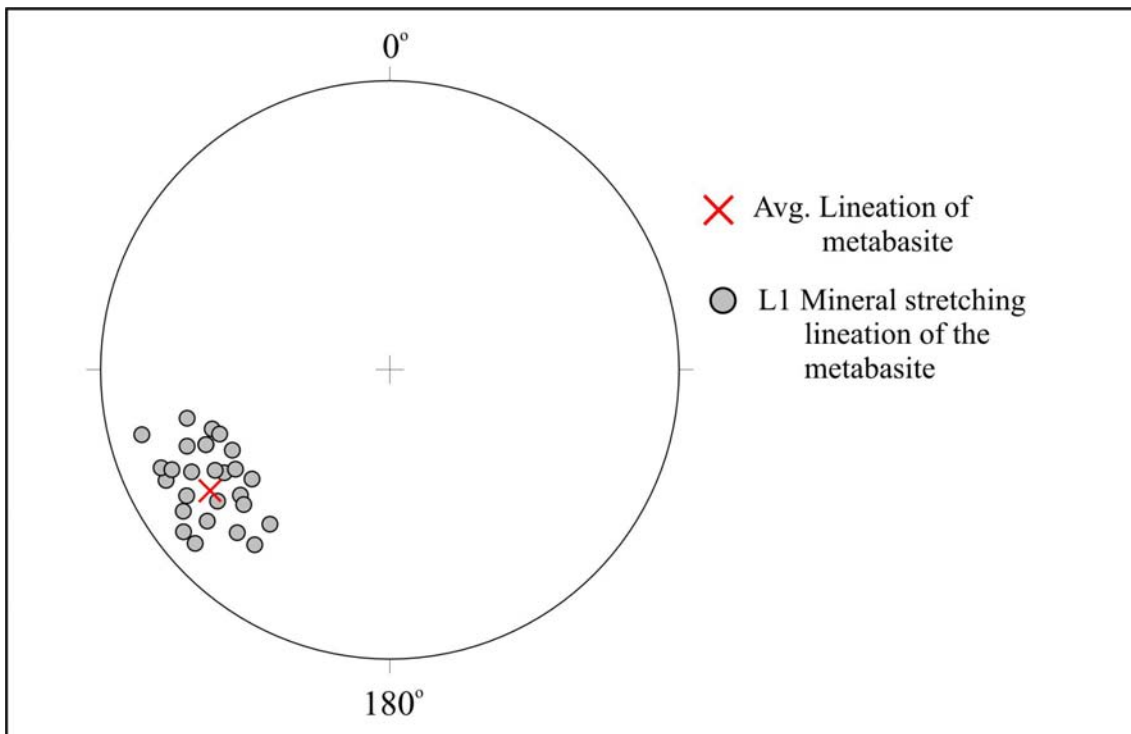 0°
Avg. Lineation of
metabasite
L1 Mineral stretching
lineation of the
metabasite
180°